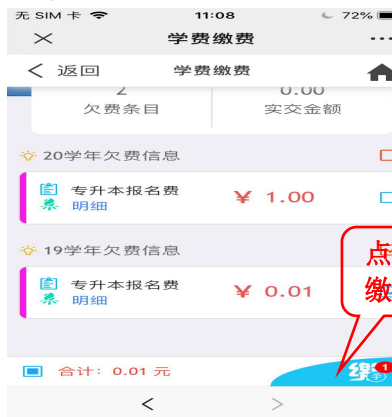 无 SIM 卡 11:08 72%
学费缴费
返回 学费缴费
2 0.00
欠费条目 实交金额
20学年欠费信息
专升本报名费 ¥ 1.00
明细
19学年欠费信息
点
专升本报名费 ¥ 0.01
缴
明细
合计: 0.01 元 缴 1